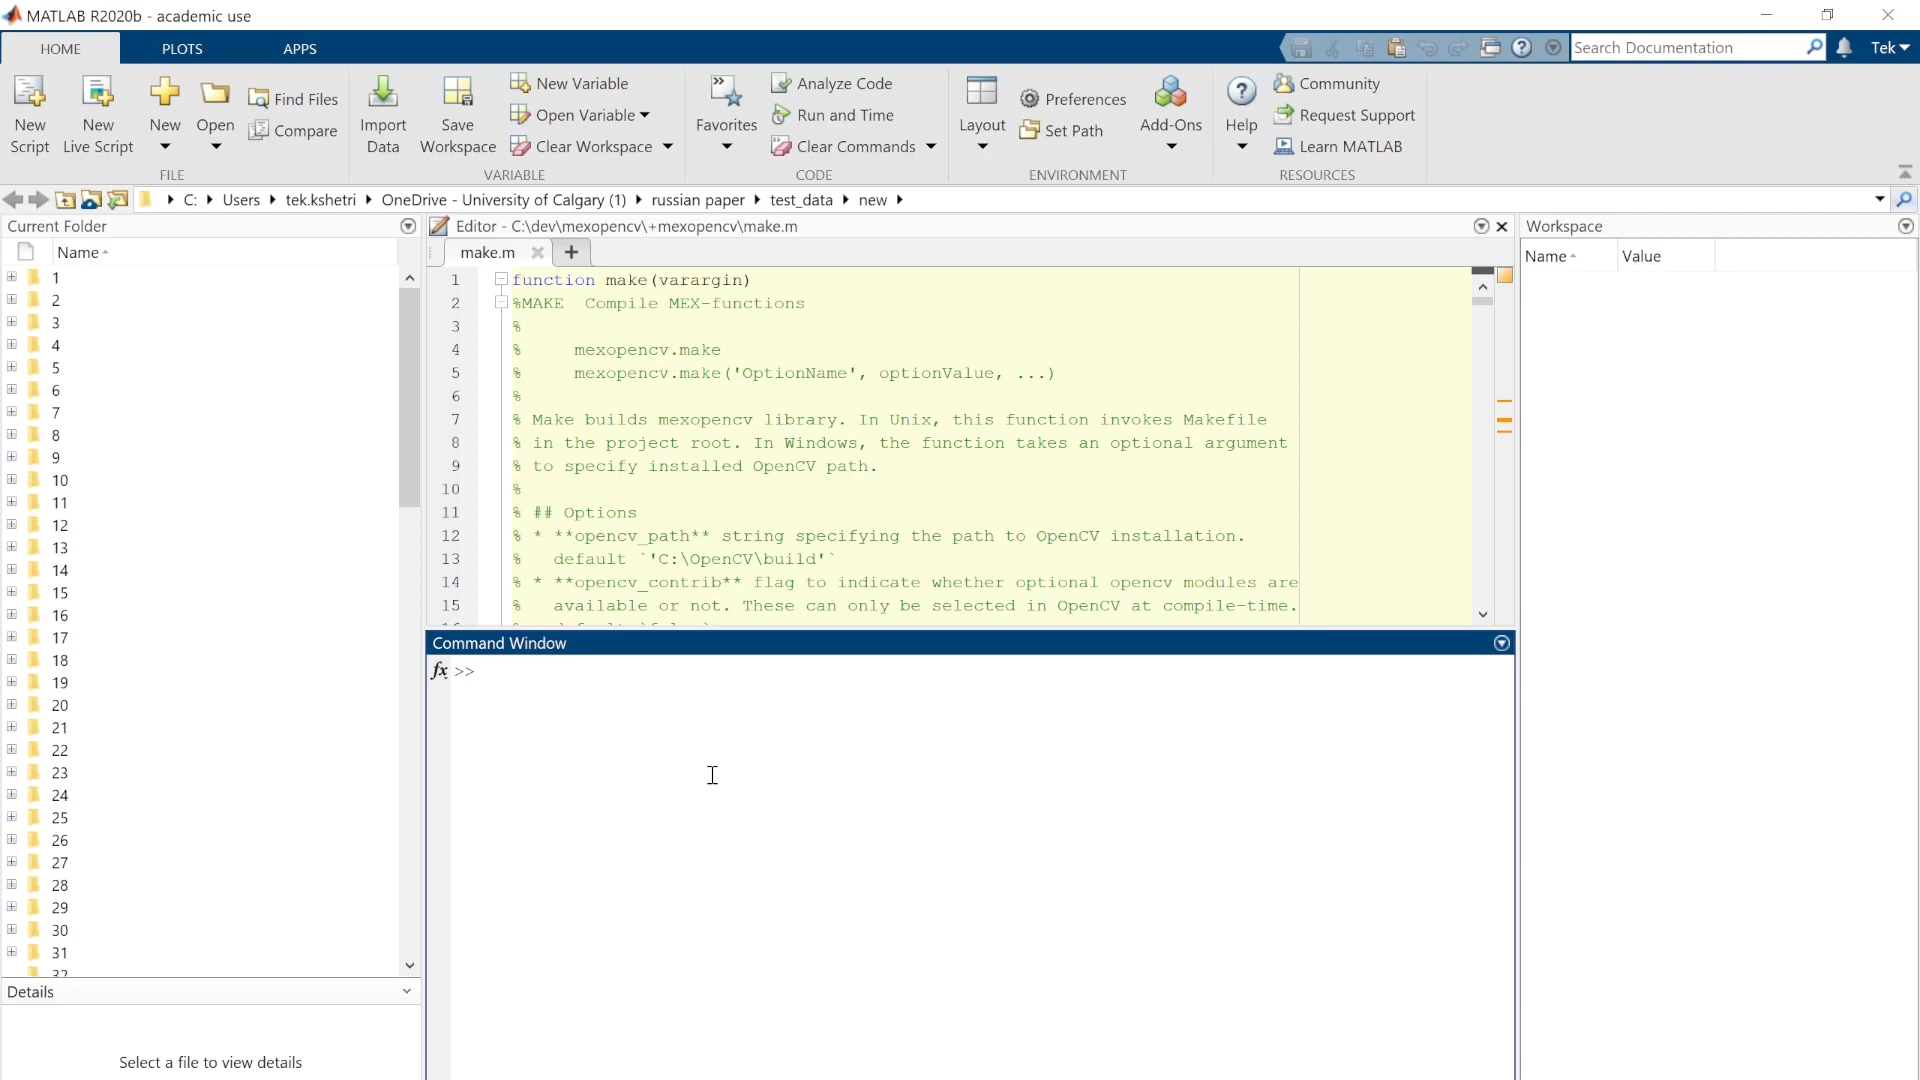 MATLAB R2020b - academic use
HOME PLOTS APPS
Search Documentation
Tek
New Script
New Live Script
New
Open
Find Files
Compare
FILE
Import Data
Save Workspace
New Variable
Open Variable
Clear Workspace
VARIABLE
Favorites
Analyze Code
Run and Time
Clear Commands
CODE
Layout
Preferences
Set Path
Add-Ons
ENVIRONMENT
Help
Community
Request Support
Learn MATLAB
RESOURCES
C: Users tek.kshetri OneDrive - University of Calgary (1) russian paper test_data new
Current Folder
Name
1
2
3
4
5
6
7
8
9
10
11
12
13
14
15
16
17
18
19
20
21
22
23
24
25
26
27
28
29
30
31
32
Details
Select a file to view details
Editor - C:\dev\mexopencv\+mexopencv\make.m
make.m
1 function make(varargin)
2 %MAKE Compile MEX-functions
3 %
4 % mexopencv.make
5 % mexopencv.make('OptionName', optionValue, ...)
6 %
7 % Make builds mexopencv library. In Unix, this function invokes Makefile
8 % in the project root. In Windows, the function takes an optional argument
9 % to specify installed OpenCV path.
10 %
11 % ## Options
12 % * **opencv_path** string specifying the path to OpenCV installation.
13 % default `'C:\OpenCV\build'`
14 % * **opencv_contrib** flag to indicate whether optional opencv modules are
15 % available or not. These can only be selected in OpenCV at compile-time.
Command Window
fx >>
Workspace
Name Value